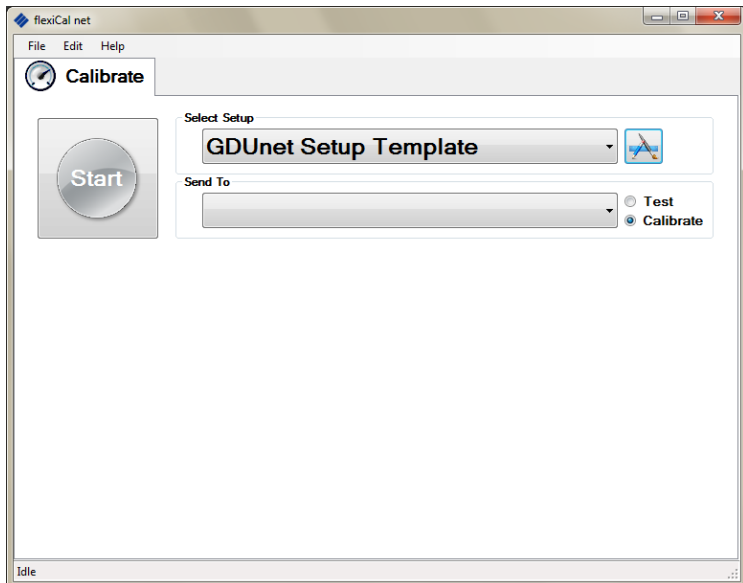 flexiCal net
File Edit Help
Calibrate
Select Setup
GDUnet Setup Template
Start
Send To
Test
Calibrate
Idle